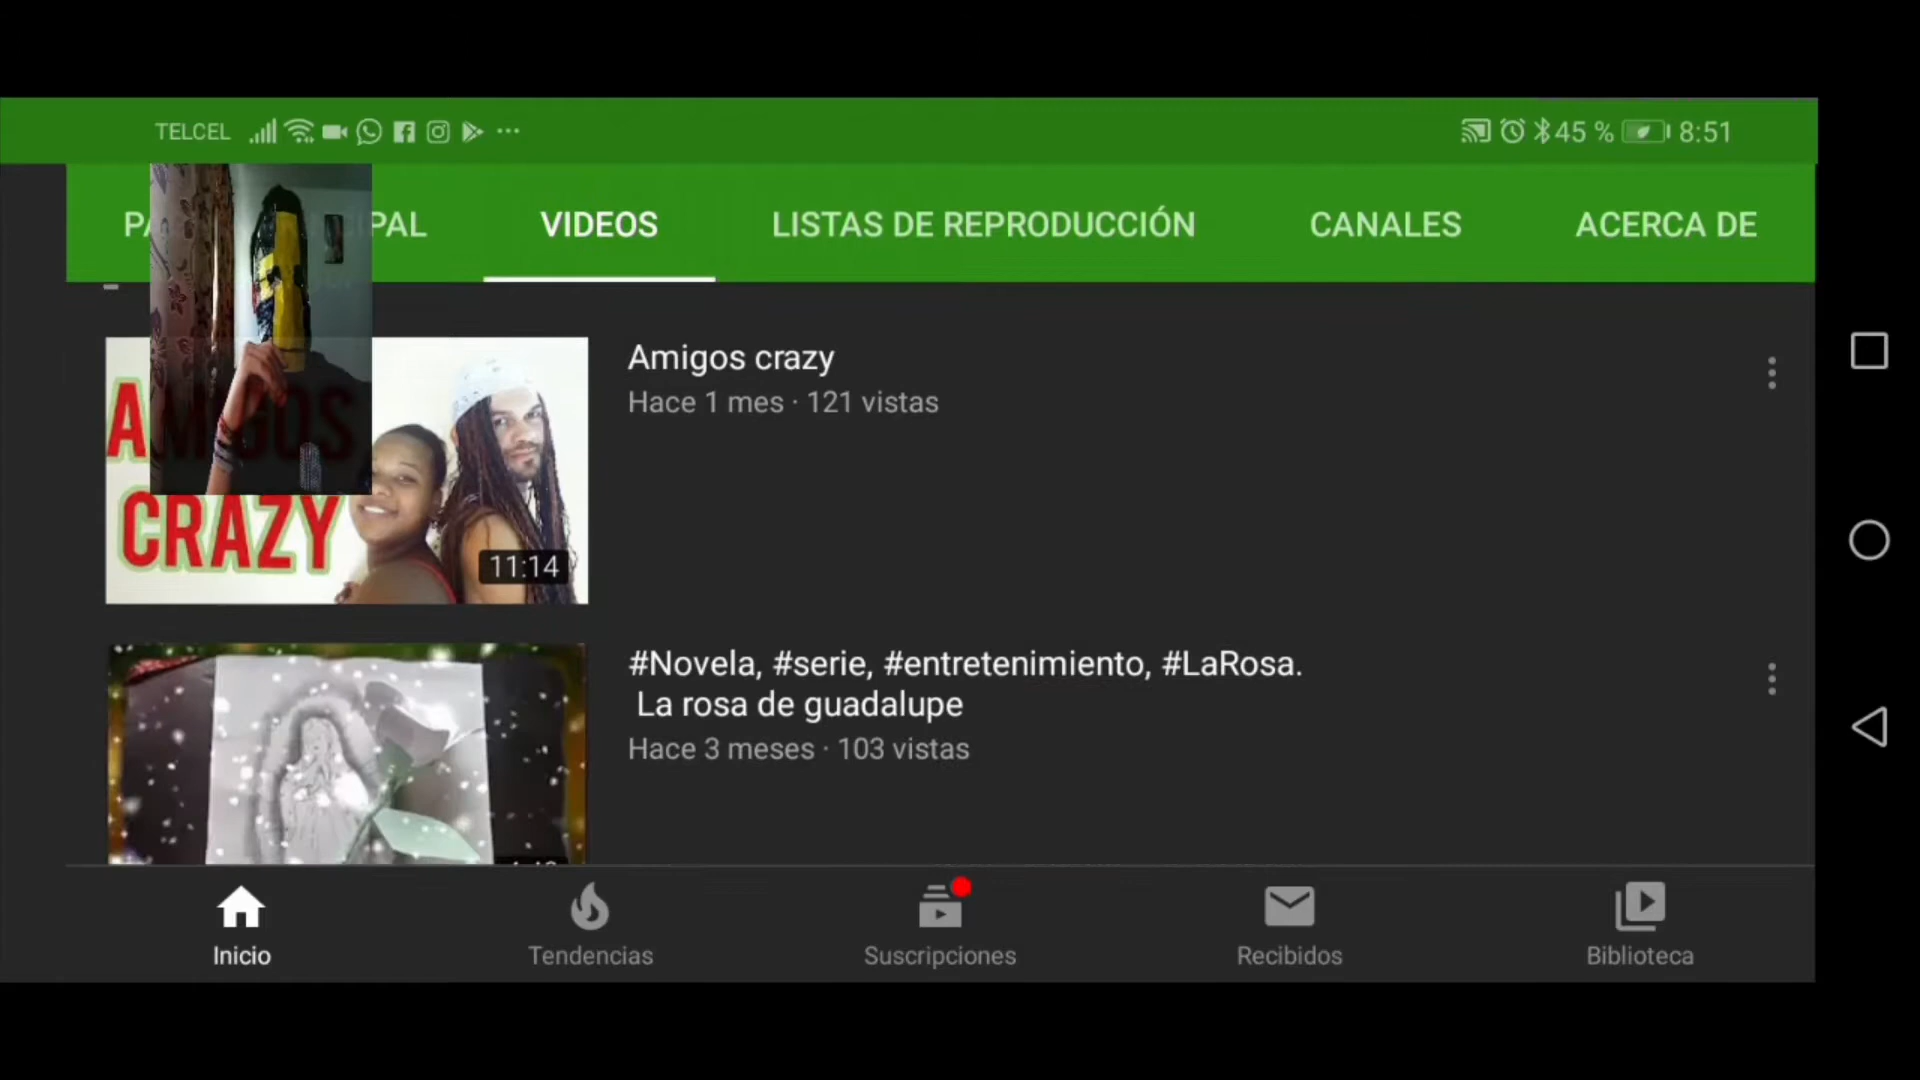 TELCEL
45 %
8:51
VIDEOS
LISTAS DE REPRODUCCIÓN
CANALES
ACERCA DE
AMIGOS
CRAZY
11:14
Amigos crazy
Hace 1 mes · 121 vistas
#Novela, #serie, #entretenimiento, #LaRosa.
La rosa de guadalupe
Hace 3 meses · 103 vistas
Inicio
Tendencias
Suscripciones
Recibidos
Biblioteca